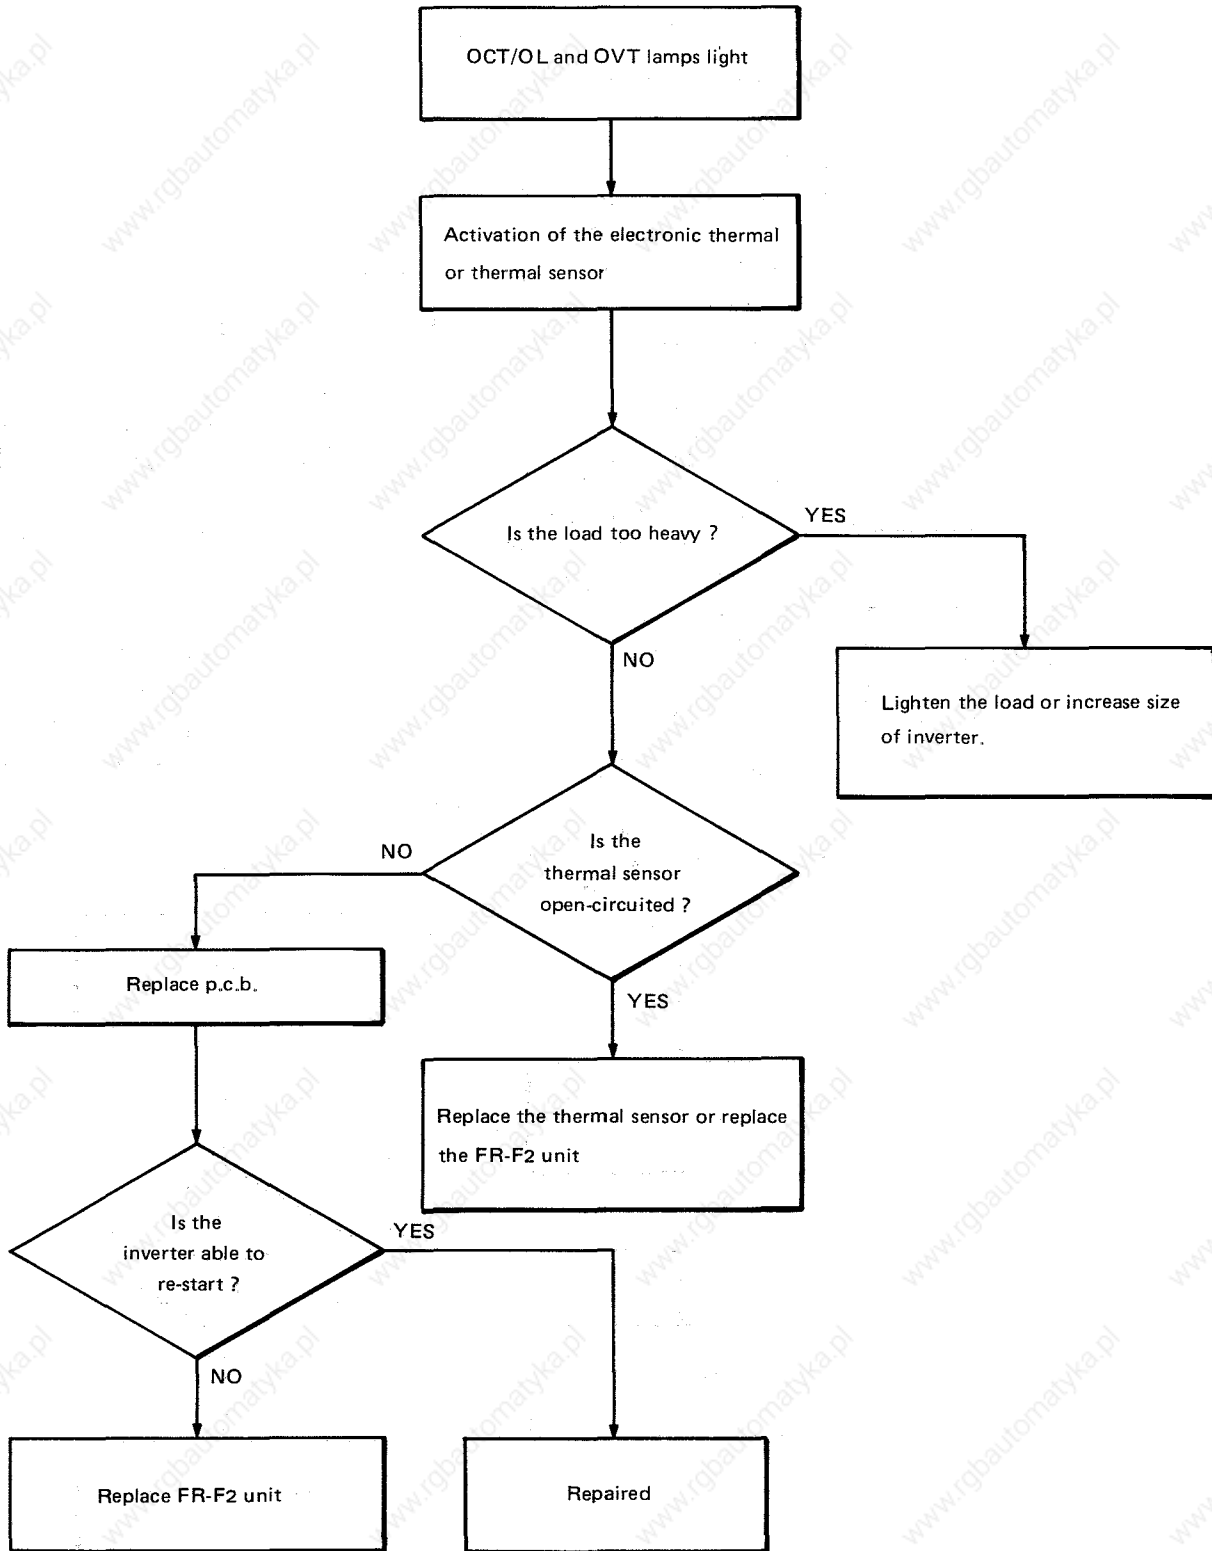 OCT/OL and OVT lamps light
Activation of the electronic thermal
or thermal sensor
Is the load too heavy ?
YES
NO
Lighten the load or increase size
of inverter.
Is the
thermal sensor
open-circuited ?
NO
YES
Replace p.c.b.
Replace the thermal sensor or replace
the FR-F2 unit
Is the
inverter able to
re-start ?
YES
NO
Replace FR-F2 unit
Repaired
www.rgbautomatyka.pl